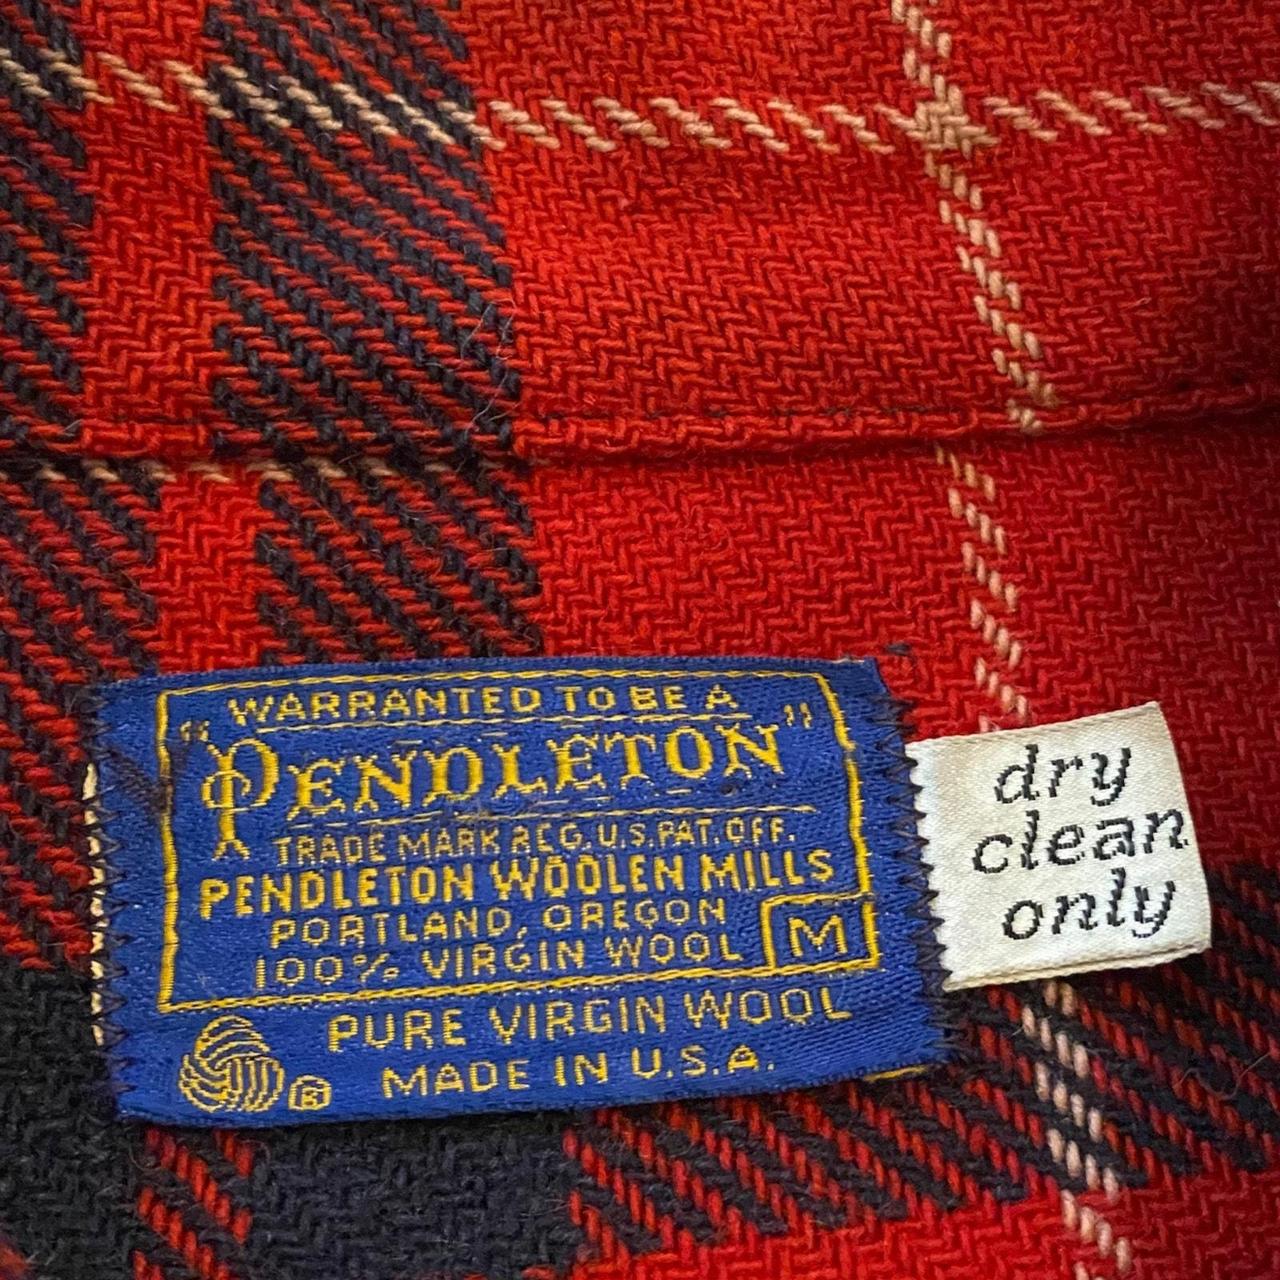 WARRANTED TO BE A
"PENDLETON"
TRADE MARK REG. U.S. PAT. OFF.
PENDLETON WOOLEN MILLS
PORTLAND, OREGON
100% VIRGIN WOOL M
PURE VIRGIN WOOL
® MADE IN U.S.A.
dry
clean
only